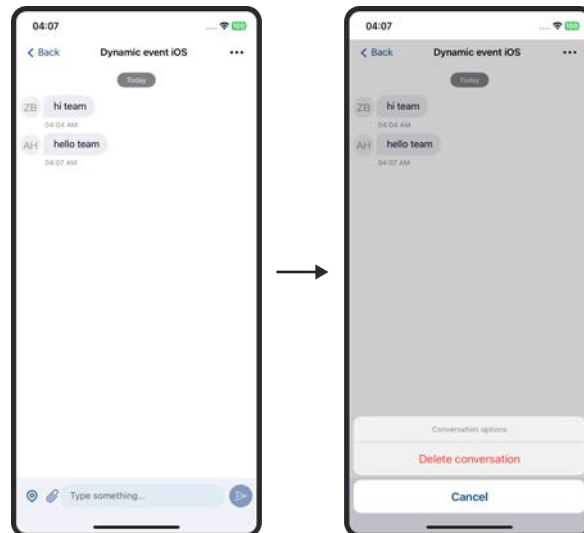 04:07
100
Back
Dynamic event iOS
Today
ZB
hi team
04:04 AM
AH
hello team
04:07 AM
Type something...
04:07
100
Back
Dynamic event iOS
Today
ZB
hi team
04:04 AM
AH
hello team
04:07 AM
Conversation options
Delete conversation
Cancel